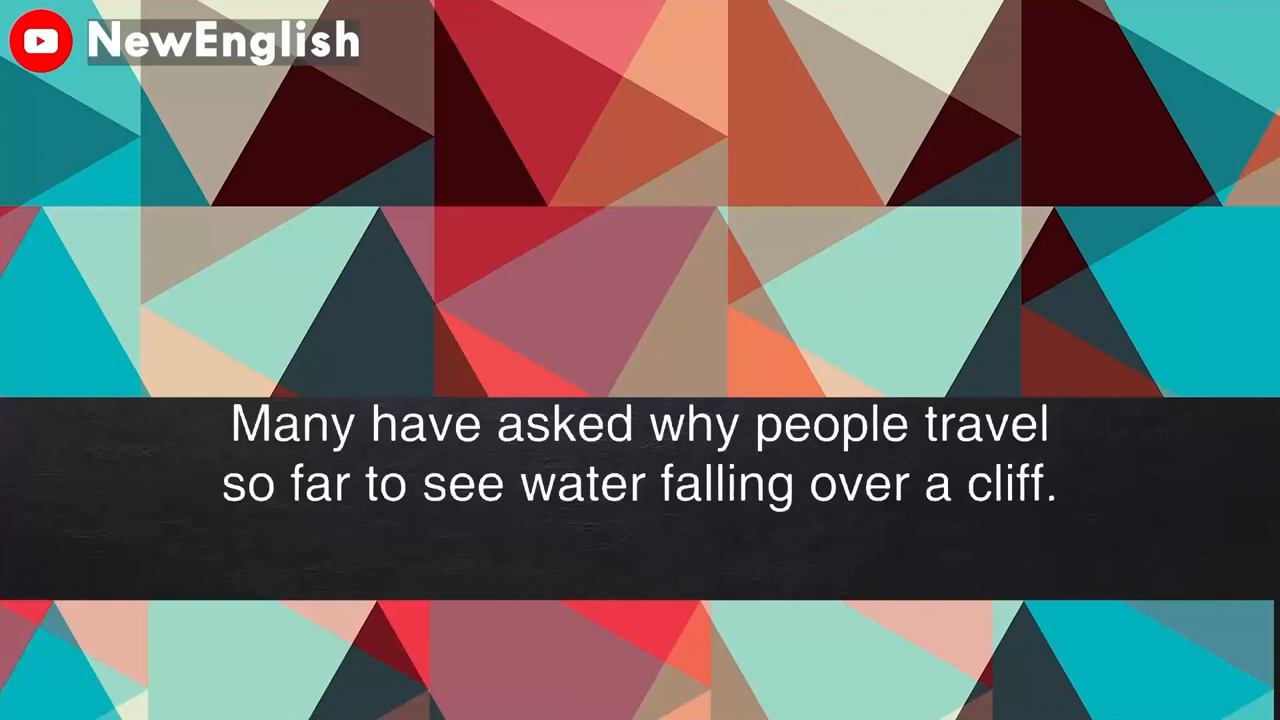 NewEnglish
Many have asked why people travel
so far to see water falling over a cliff.